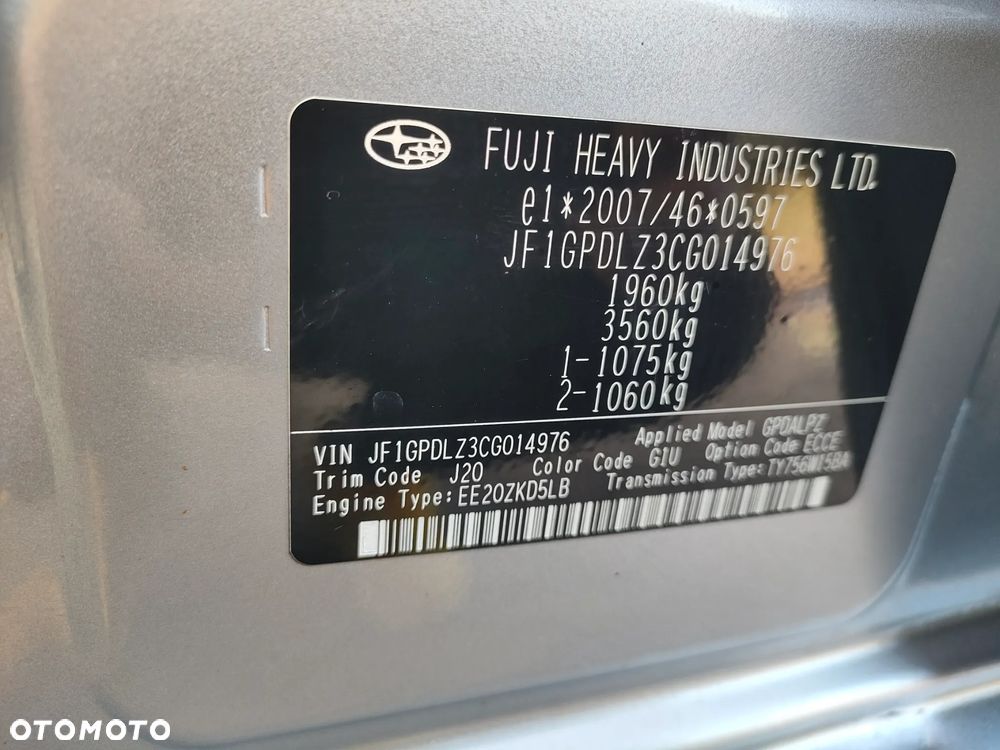 FUJI HEAVY INDUSTRIES LTD.
e1*2007/46*0597
JF1GPDLZ3CG014976
1960kg
3560kg
1-1075kg
2-1060kg
VIN JF1GPDLZ3CG014976 Applied Model GPDALPZ
Trim Code J20 Color Code G1U Option Code ECCE
Engine Type:EE20ZKD5LB Transmission Type:
OTOMOTO